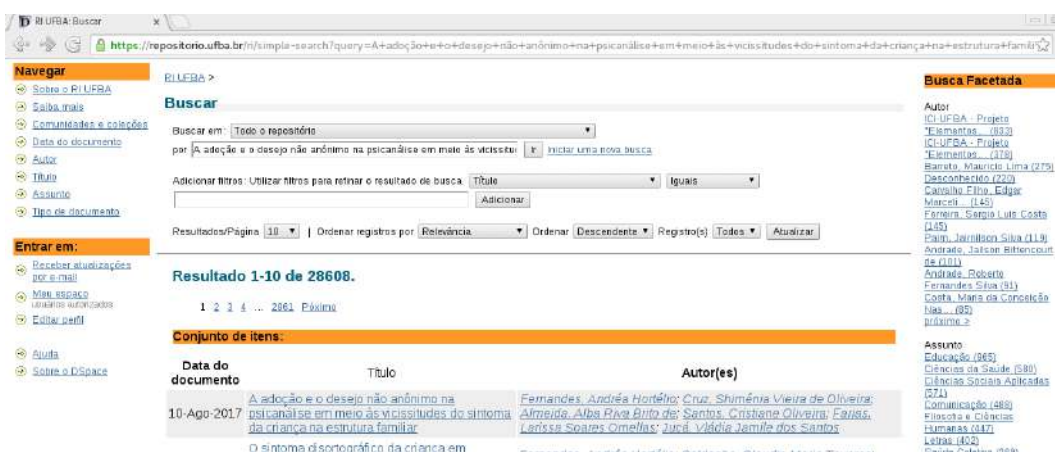 RI UFBA: Buscar
https://repositorio.ufba.br/ri/simple-search?query=A+adoção+e+o+desejo+não+anônimo+na+psicanálise+em+meio+às+vicissitudes+do+sintoma+da+criança+na+estrutura+famili
Navegar
Sobre o RI UFBA
Saiba mais
Comunidades e coleções
Data do documento
Autor
Título
Assunto
Tipo de documento
Entrar em:
Receber atualizações
por e-mail
Meu espaço
usuários autorizados
Editar perfil
Ajuda
Sobre o DSpace
RI UFBA >
Buscar
Buscar em: Todo o repositório
por A adoção e o desejo não anônimo na psicanálise em meio às vicissitu Ir Iniciar uma nova busca
Adicionar filtros: Utilizar filtros para refinar o resultado de busca. Título Iguais
Adicionar
Resultados/Página 10 | Ordenar registros por Relevância Ordenar Descendente Registro(s) Todos Atualizar
Resultado 1-10 de 28608.
1 2 3 4 ... 2861 Póximo
Conjunto de itens:
Data do
documento
Título
Autor(es)
10-Ago-2017
A adoção e o desejo não anônimo na
psicanálise em meio às vicissitudes do sintoma
da criança na estrutura familiar
Fernandes, Andréa Hortélio; Cruz, Shimênia Vieira de Oliveira;
Almeida, Alba Riva Brito de; Santos, Cristiane Oliveira; Farias,
Larissa Soares Ornellas; Jucá, Vládia Jamile dos Santos
O sintoma disortográfico da criança em
Busca Facetada
Autor
ICI-UFBA - Projeto
"Elementos... (833)
ICI-UFBA - Projeto
"Elementos... (378)
Barreto, Mauricio Lima (275)
Desconhecido (220)
Carvalho Filho, Edgar
Marcell... (145)
Ferreira, Sergio Luis Costa
(145)
Paim, Jairnilson Silva (119)
Andrade, Jailson Bittencourt
de (101)
Andrade, Roberto
Fernandes Silva (91)
Costa, Maria da Conceição
Nas... (85)
próximo >
Assunto
Educação (865)
Ciências da Saúde (580)
Ciências Sociais Aplicadas
(571)
Comunicação (488)
Filosofia e Ciências
Humanas (447)
Letras (402)